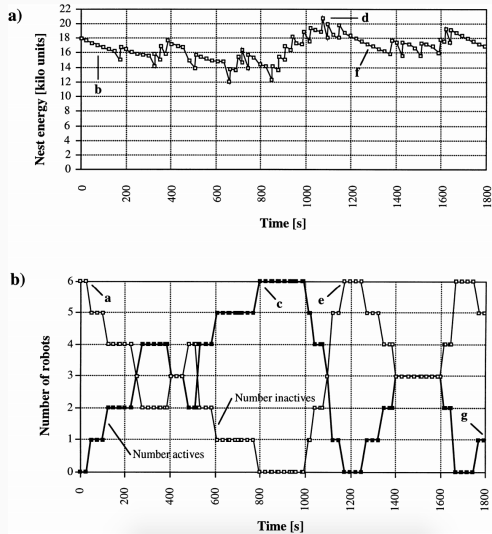 a)
Nest energy [kilo units]
22
20
18
16
14
12
10
8
6
4
2
0
b
d
f
0
200
400
600
800
1000
1200
1400
1600
1800
Time [s]
b)
Number of robots
6
5
4
3
2
1
0
a
c
e
g
Number inactives
Number actives
0
200
400
600
800
1000
1200
1400
1600
1800
Time [s]